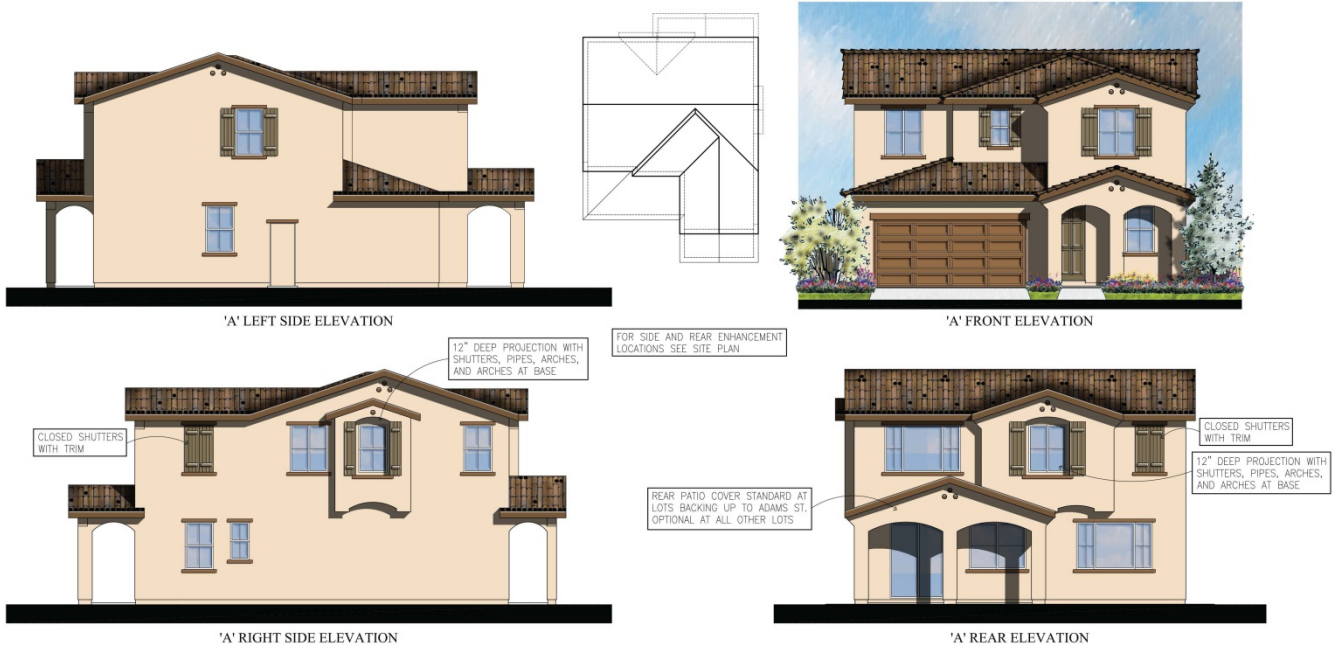 'A' LEFT SIDE ELEVATION
'A' FRONT ELEVATION
FOR SIDE AND REAR ENHANCEMENT
LOCATIONS SEE SITE PLAN
12" DEEP PROJECTION WITH
SHUTTERS, PIPES, ARCHES,
AND ARCHES AT BASE
CLOSED SHUTTERS
WITH TRIM
'A' RIGHT SIDE ELEVATION
CLOSED SHUTTERS
WITH TRIM
12" DEEP PROJECTION WITH
SHUTTERS, PIPES, ARCHES,
AND ARCHES AT BASE
REAR PATIO COVER STANDARD AT
LOTS BACKING UP TO ADAMS ST.
OPTIONAL AT ALL OTHER LOTS
'A' REAR ELEVATION